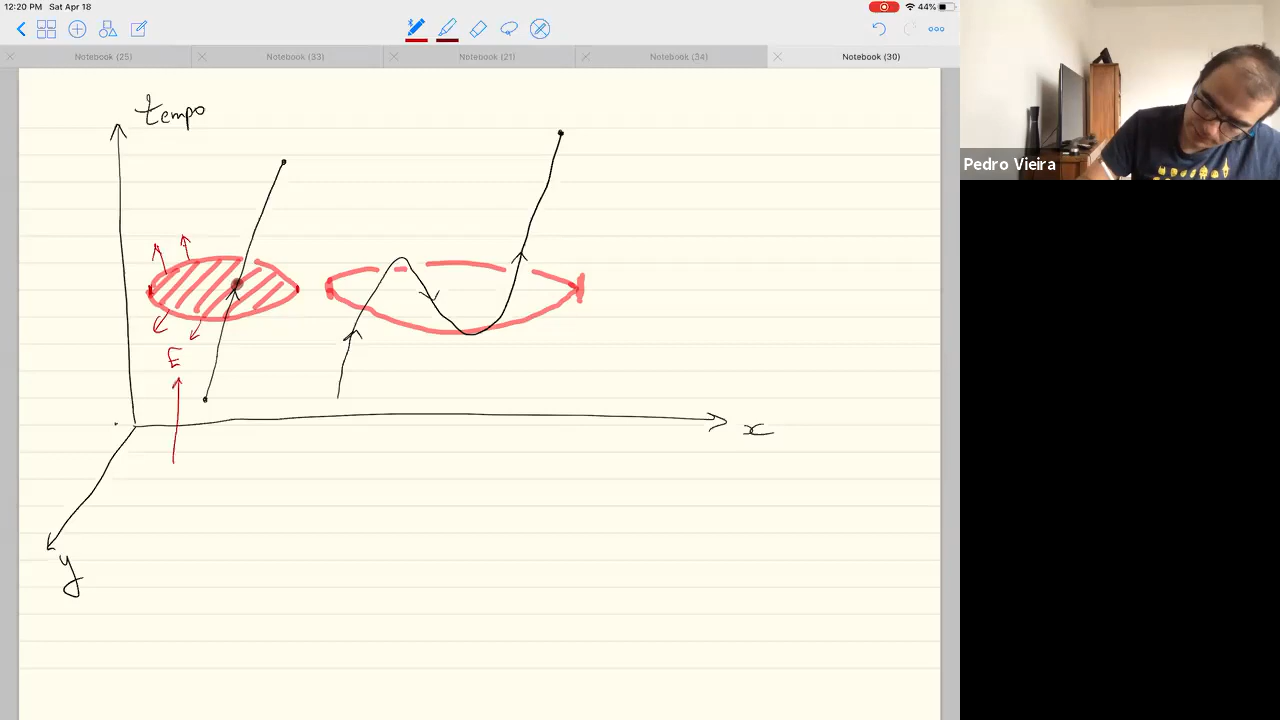 12:20 PM Sat Apr 18
44%
Notebook (25)
Notebook (33)
Notebook (21)
Notebook (34)
Notebook (30)
tempo
E
x
y
Pedro Vieira